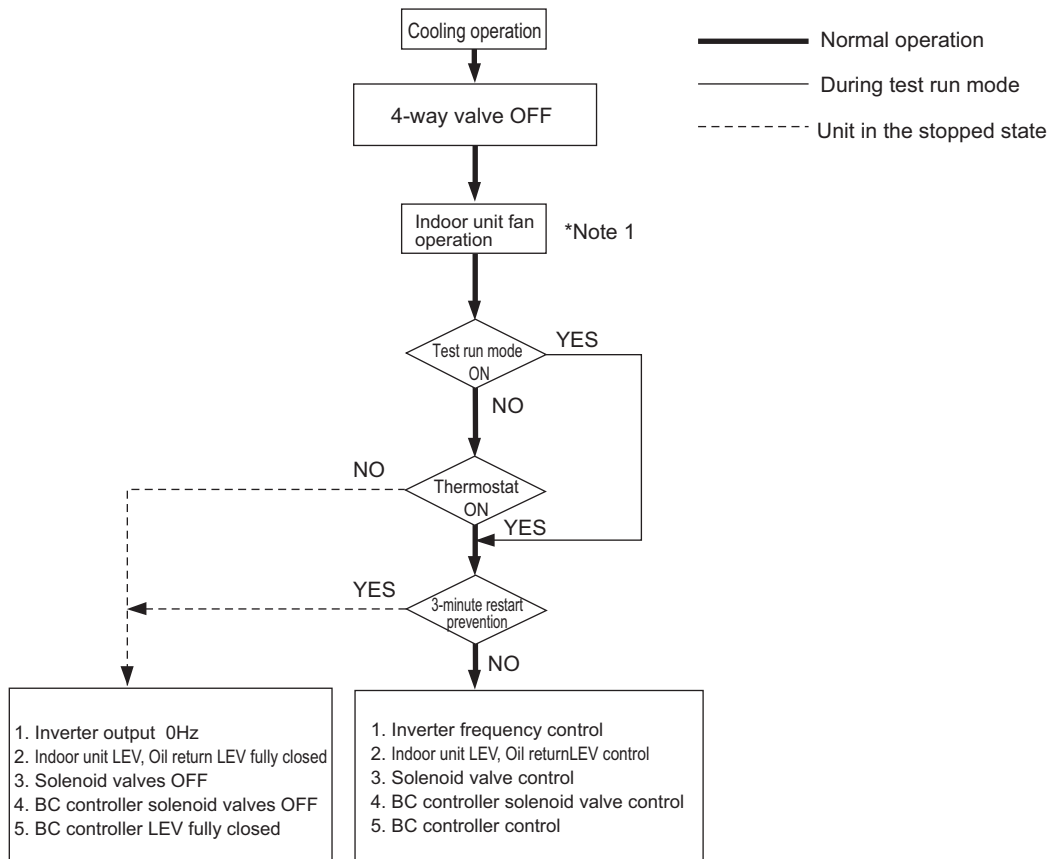 Cooling operation
Normal operation
During test run mode
Unit in the stopped state
4-way valve OFF
Indoor unit fan
operation
*Note 1
Test run mode
ON
YES
NO
NO
Thermostat
ON
YES
YES
3-minute restart
prevention
NO
1. Inverter output 0Hz
2. Indoor unit LEV, Oil return LEV fully closed
3. Solenoid valves OFF
4. BC controller solenoid valves OFF
5. BC controller LEV fully closed
1. Inverter frequency control
2. Indoor unit LEV, Oil returnLEV control
3. Solenoid valve control
4. BC controller solenoid valve control
5. BC controller control